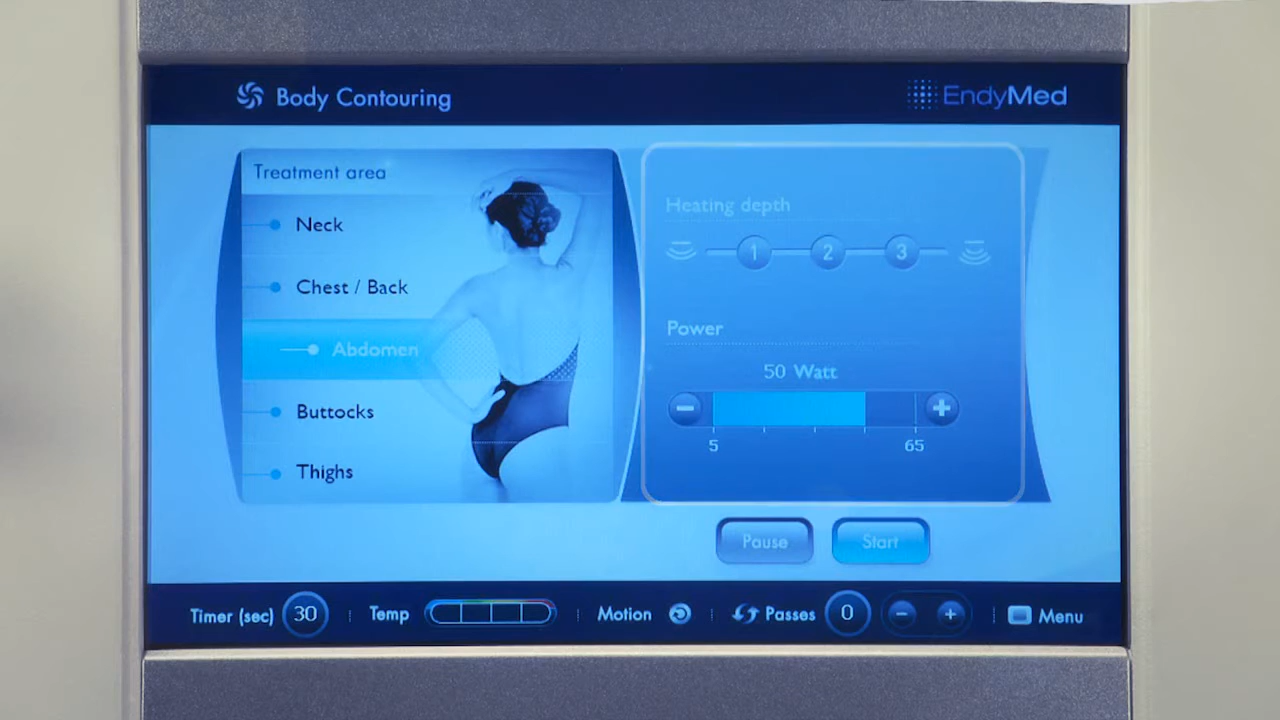 Body Contouring
EndyMed
Treatment area
Neck
Chest / Back
Abdomen
Buttocks
Thighs
Heating depth
1 2 3
Power
50 Watt
5 65
Pause Start
Timer (sec) 30 Temp Motion Passes 0 Menu